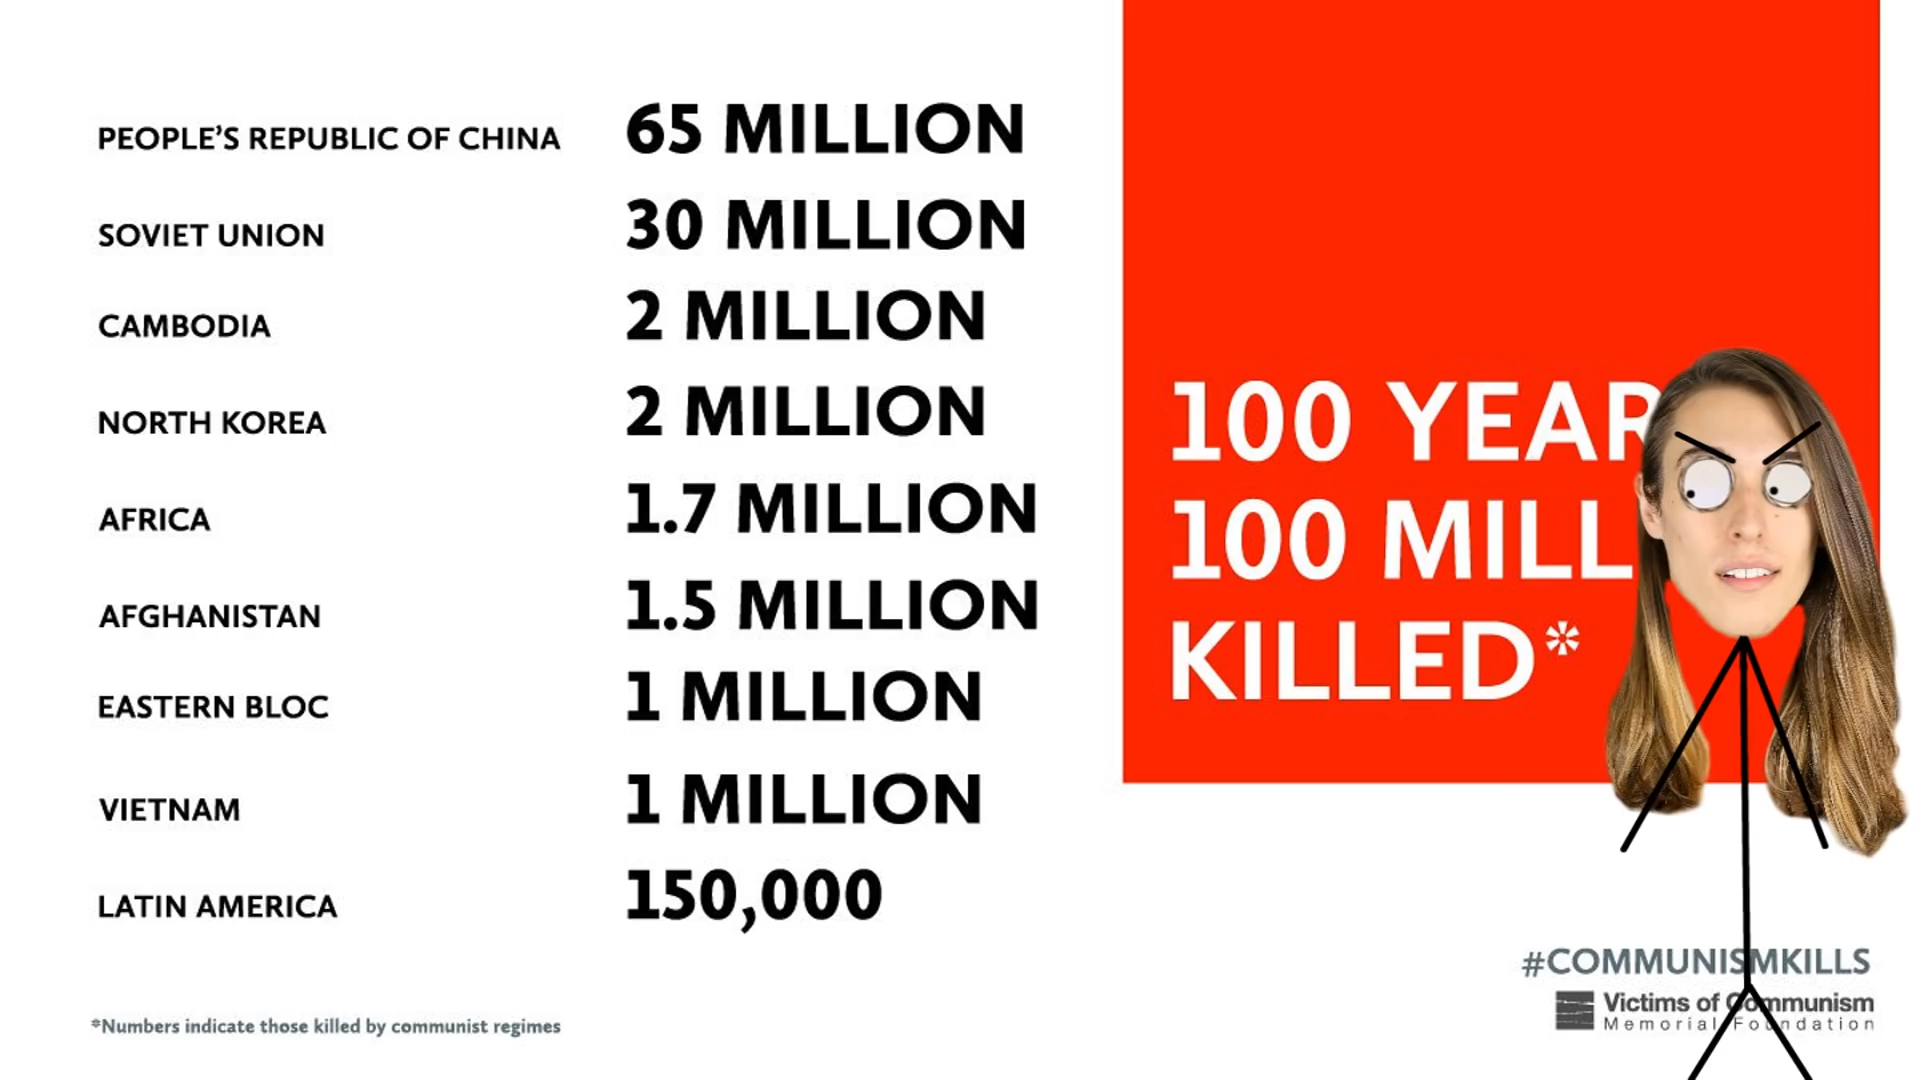 PEOPLE'S REPUBLIC OF CHINA 65 MILLION
SOVIET UNION 30 MILLION
CAMBODIA 2 MILLION
NORTH KOREA 2 MILLION
AFRICA 1.7 MILLION
AFGHANISTAN 1.5 MILLION
EASTERN BLOC 1 MILLION
VIETNAM 1 MILLION
LATIN AMERICA 150,000
*Numbers indicate those killed by communist regimes
100 YEAR
100 MILL
KILLED*
#COMMUNISMKILLS
Victims of Communism
Memorial Foundation